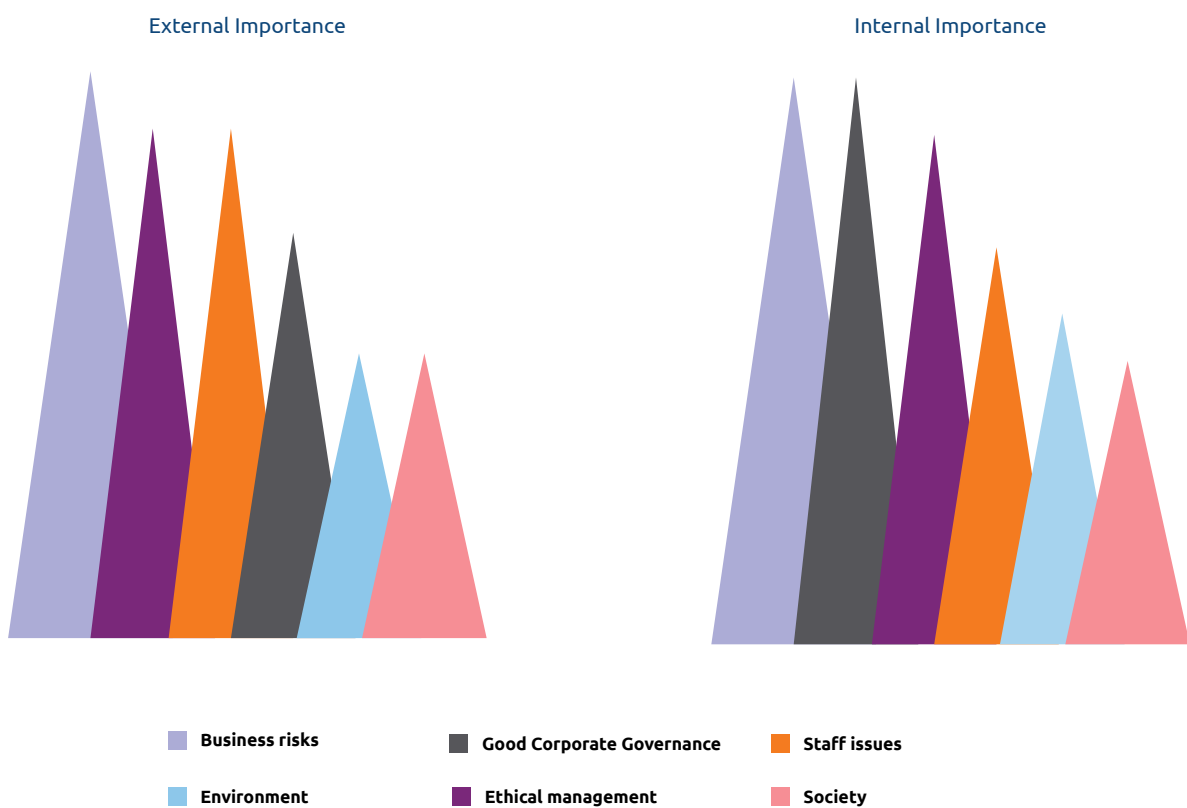 External Importance
Internal Importance
Business risks
Good Corporate Governance
Staff issues
Environment
Ethical management
Society